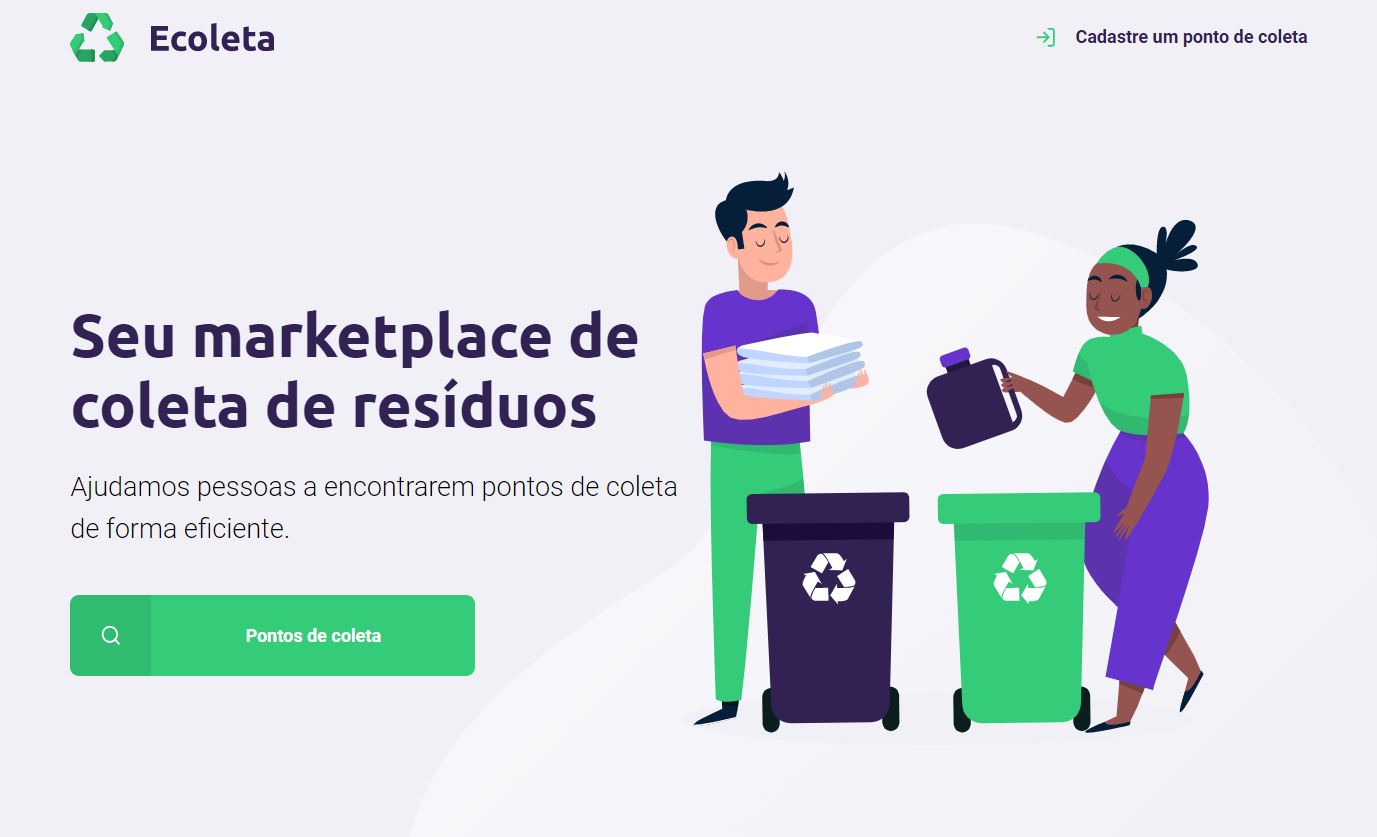 Ecoleta
Cadastre um ponto de coleta
Seu marketplace de
coleta de resíduos
Ajudamos pessoas a encontrarem pontos de coleta
de forma eficiente.
Pontos de coleta